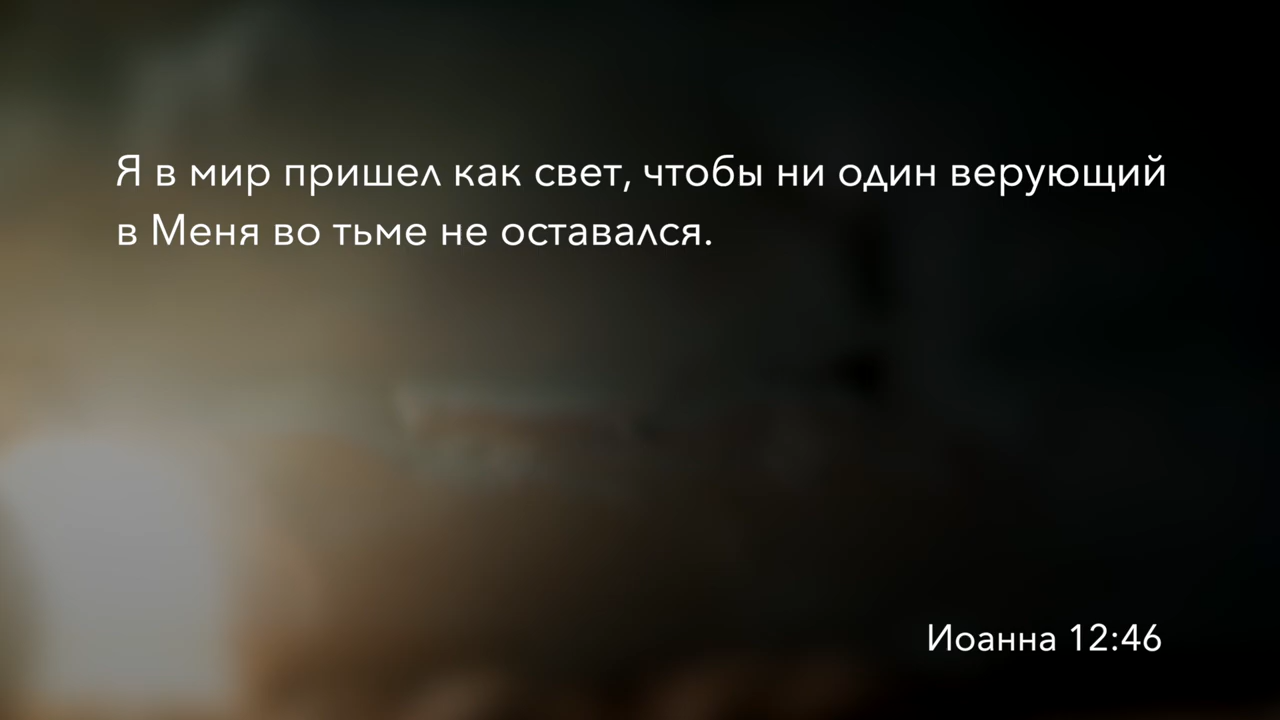 Я в мир пришел как свет, чтобы ни один верующий
в Меня во тьме не оставался.
Иоанна 12:46